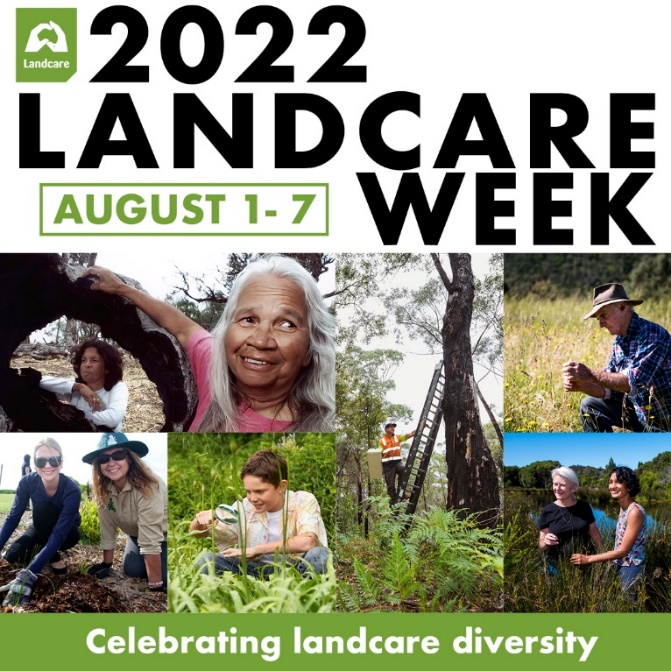 Landcare
2022
LANDCARE
WEEK
AUGUST 1- 7
Celebrating landcare diversity